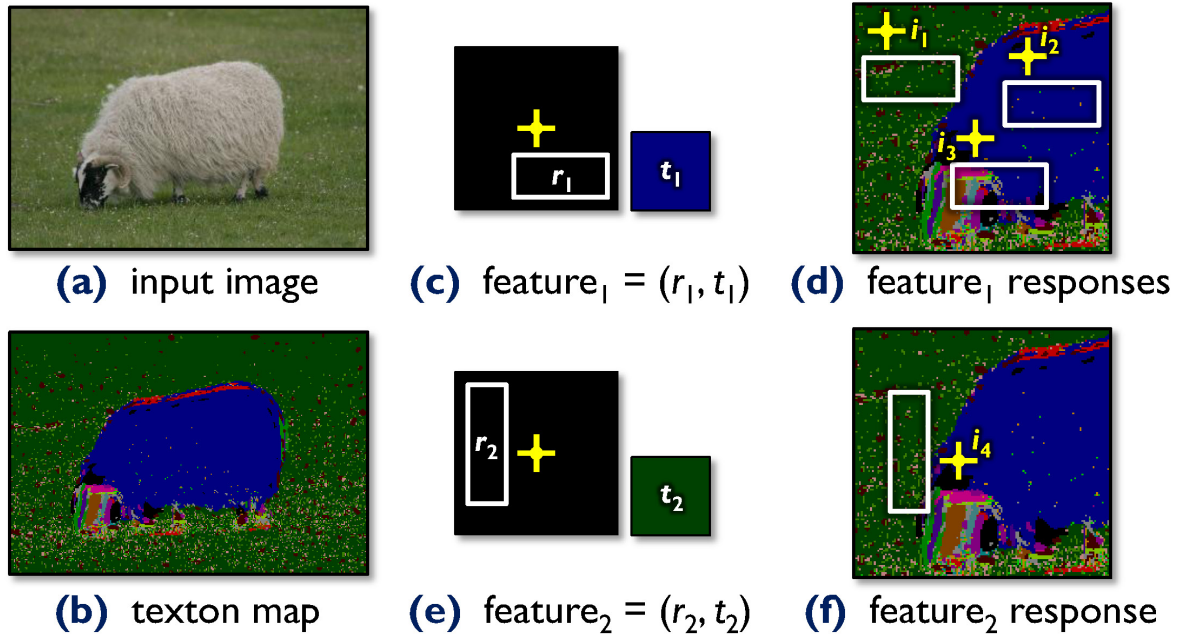 r₁
t₁
i₁
i₂
i₃
(a) input image
(c) feature₁ = (r₁, t₁)
(d) feature₁ responses
r₂
t₂
i₄
(b) texton map
(e) feature₂ = (r₂, t₂)
(f) feature₂ response